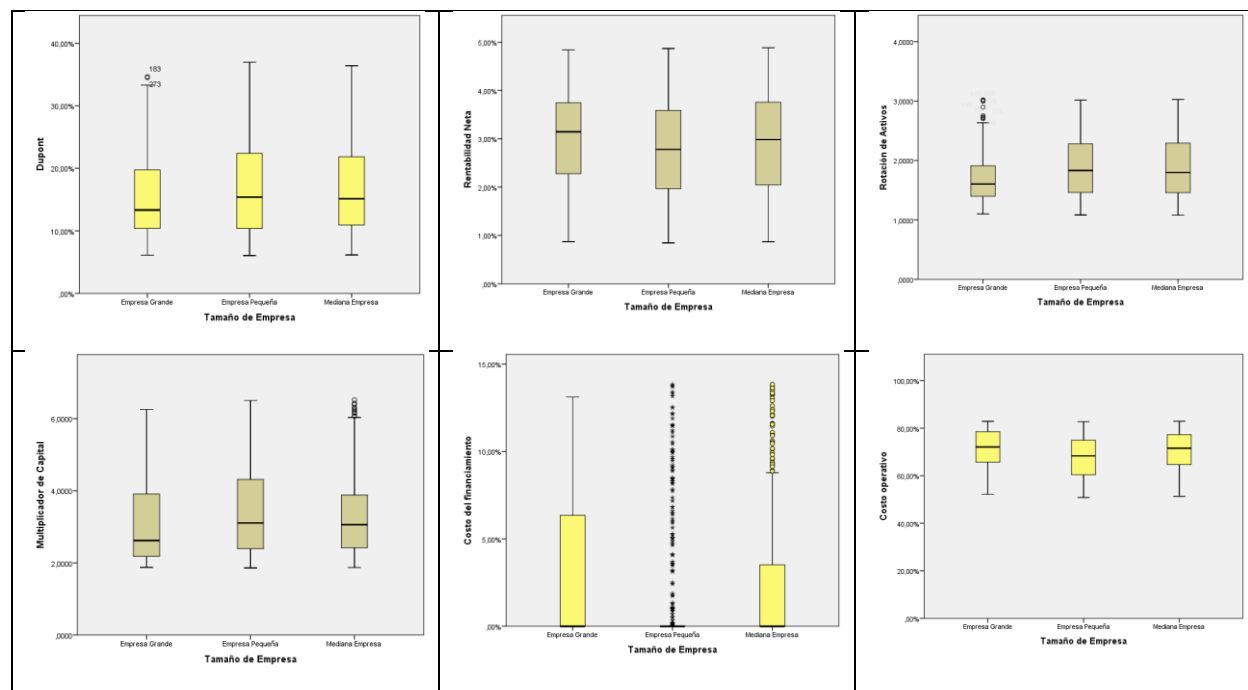 Dupont
40,00%
30,00%
20,00%
10,00%
,00%
183
273
Empresa Grande
Empresa Pequeña
Mediana Empresa
Tamaño de Empresa
Rentabilidad Neta
5,00%
4,00%
3,00%
2,00%
1,00%
,00%
Empresa Grande
Empresa Pequeña
Mediana Empresa
Tamaño de Empresa
Rotación de Activos
4,0000
3,0000
2,0000
1,0000
,0000
Empresa Grande
Empresa Pequeña
Mediana Empresa
Tamaño de Empresa
Multiplicador de Capital
6,0000
4,0000
2,0000
,0000
Empresa Grande
Empresa Pequeña
Mediana Empresa
Tamaño de Empresa
Costo del financiamiento
15,00%
10,00%
5,00%
,00%
Empresa Grande
Empresa Pequeña
Mediana Empresa
Tamaño de Empresa
Costo operativo
100,00%
80,00%
60,00%
40,00%
20,00%
,00%
Empresa Grande
Empresa Pequeña
Mediana Empresa
Tamaño de Empresa